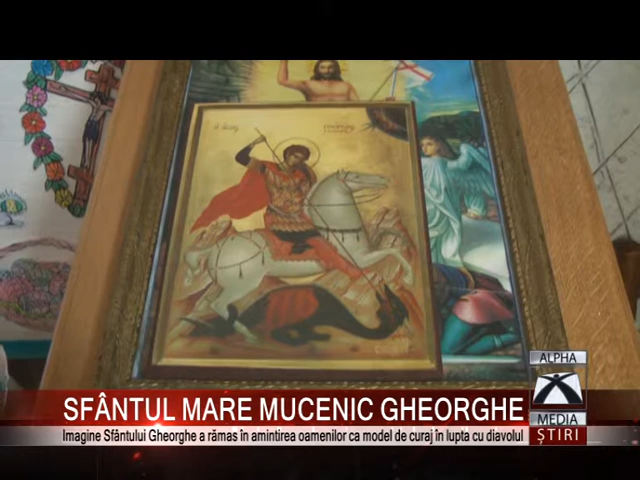 SFÂNTUL MARE MUCENIC GHEORGHE
Imagine Sfântului Gheorghe a rămas în amintirea oamenilor ca model de curaj în lupta cu diavolul
ALPHA
MEDIA
ȘTIRI